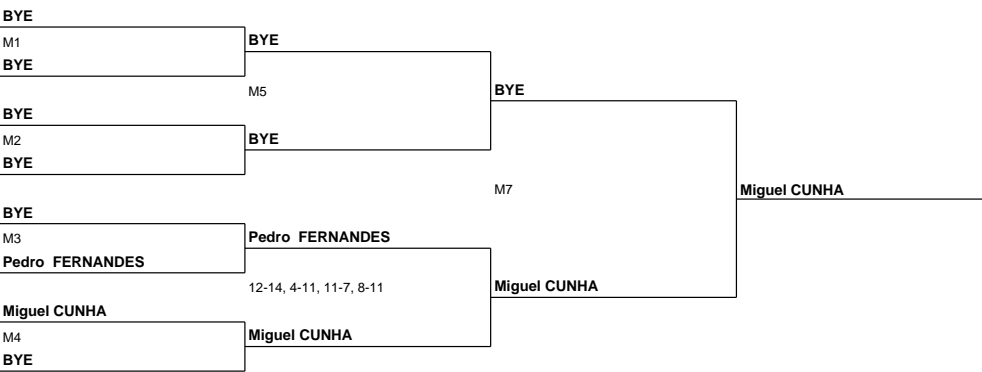 BYE
M1
BYE
BYE
M5
BYE
M2
BYE
BYE
BYE
M7
Miguel CUNHA
BYE
M3
Pedro  FERNANDES
Pedro  FERNANDES
12-14, 4-11, 11-7, 8-11
Miguel CUNHA
Miguel CUNHA
M4
BYE
Miguel CUNHA